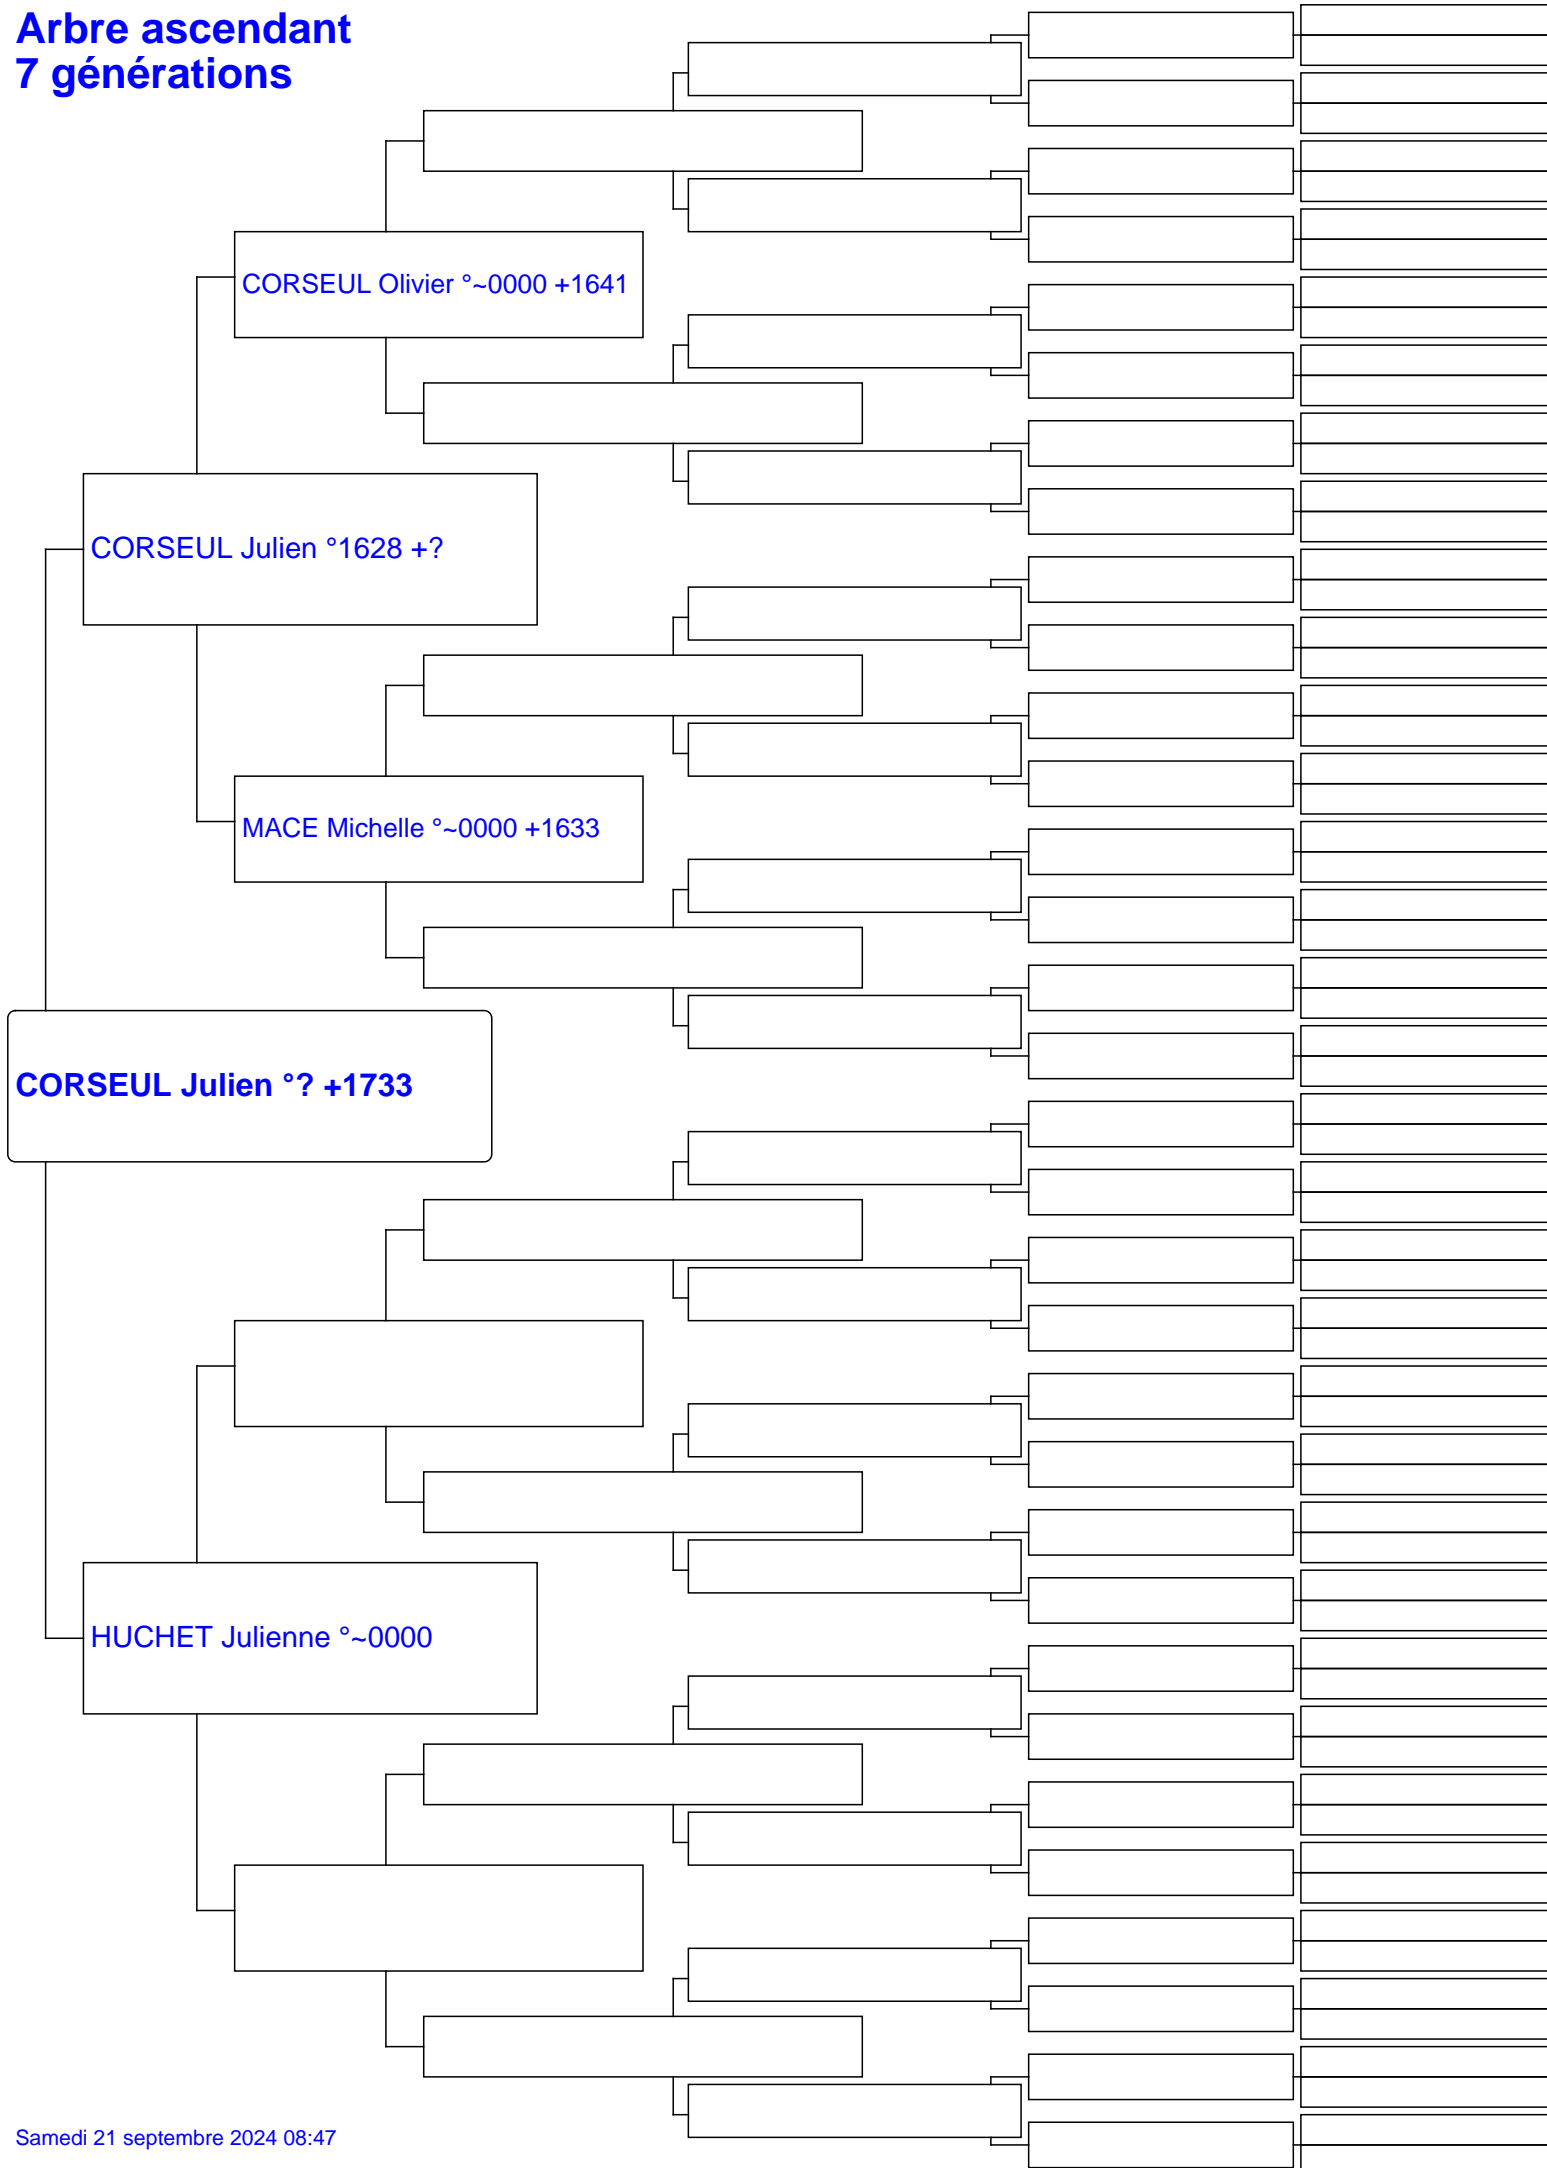 Arbre ascendant
7 générations
CORSEUL Olivier °~0000 +1641
CORSEUL Julien °1628 +?
MACE Michelle °~0000 +1633
CORSEUL Julien °? +1733
HUCHET Julienne °~0000
Samedi 21 septembre 2024 08:47